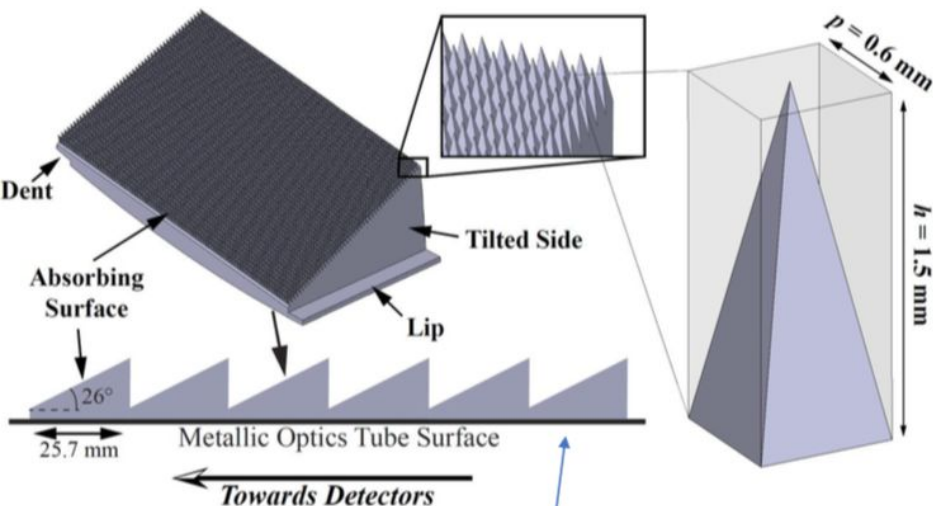 p = 0.6 mm
Dent
h = 1.5 mm
Tilted Side
Absorbing
Surface
Lip
26°
25.7 mm
Metallic Optics Tube Surface
Towards Detectors